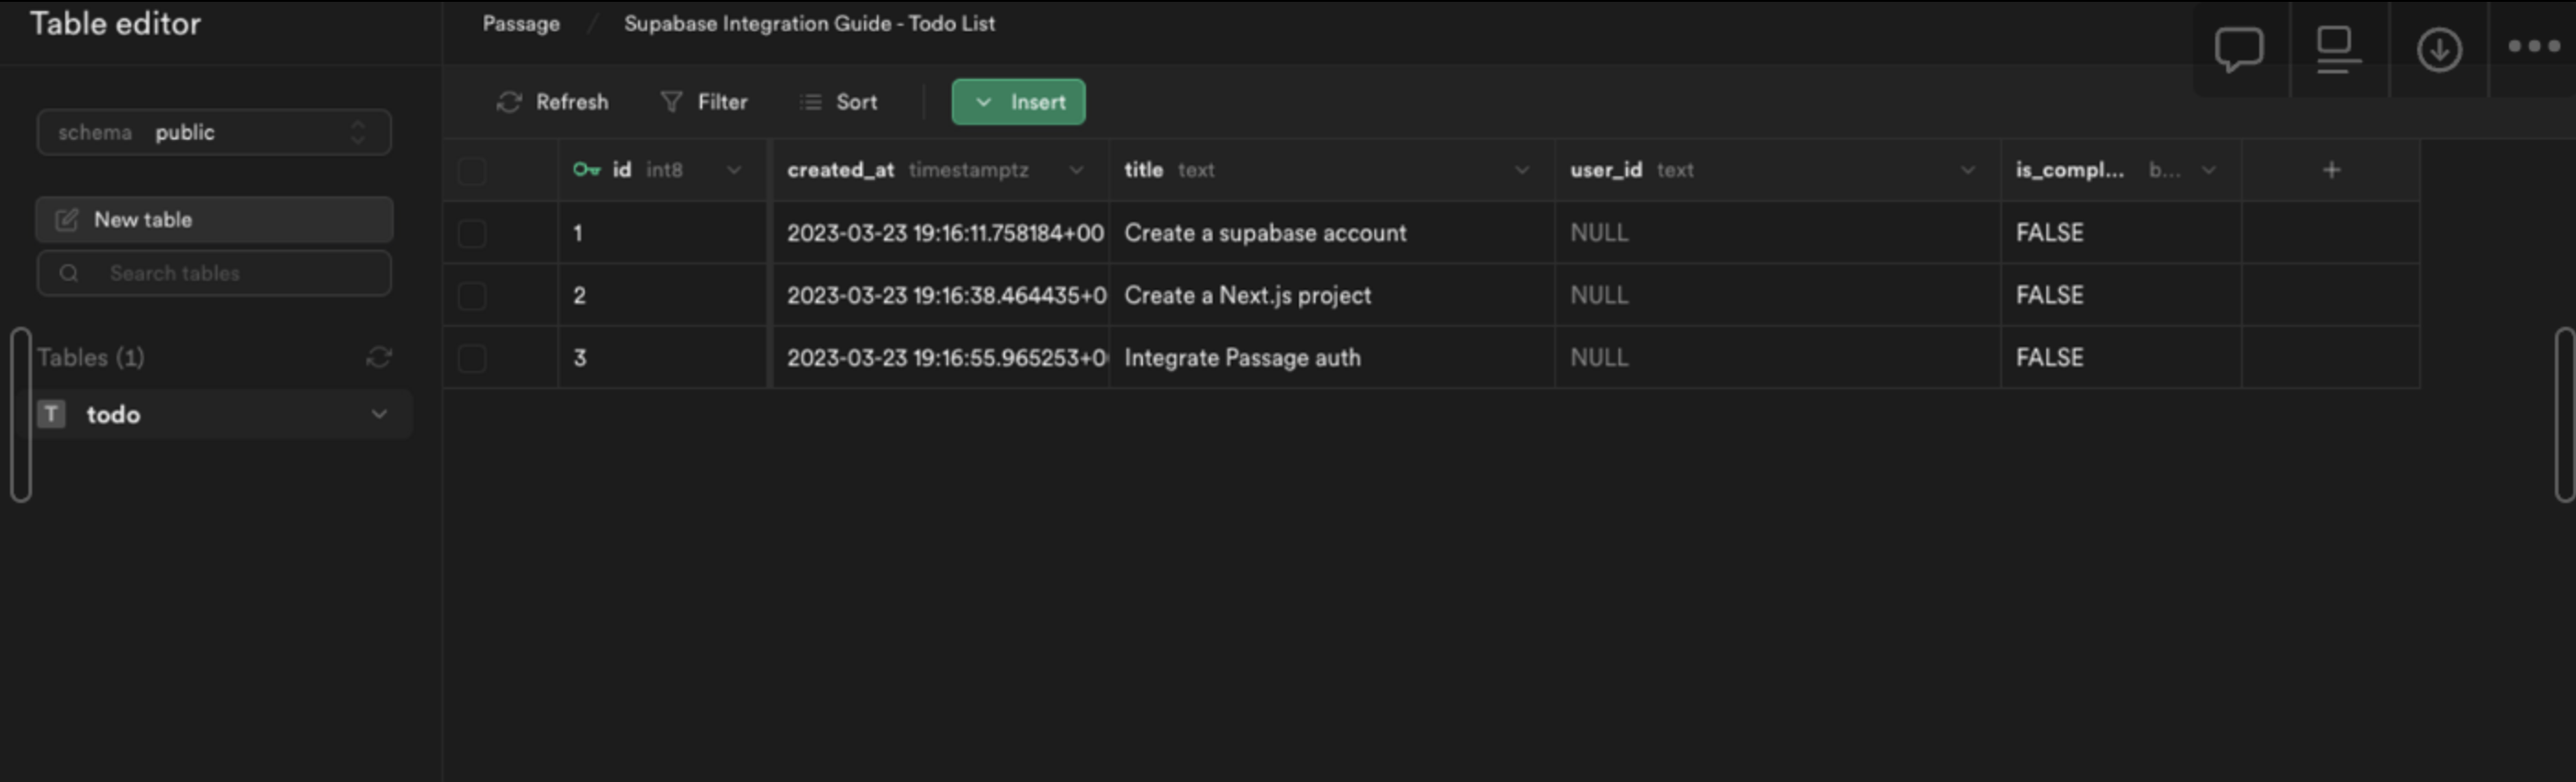 Table editor
Passage / Supabase Integration Guide - Todo List
schema public
New table
Search tables
Tables (1)
T todo
Refresh Filter Sort Insert
id int8 created_at timestamptz title text user_id text is_compl... b... +
1 2023-03-23 19:16:11.758184+00 Create a supabase account NULL FALSE
2 2023-03-23 19:16:38.464435+0 Create a Next.js project NULL FALSE
3 2023-03-23 19:16:55.965253+0 Integrate Passage auth NULL FALSE